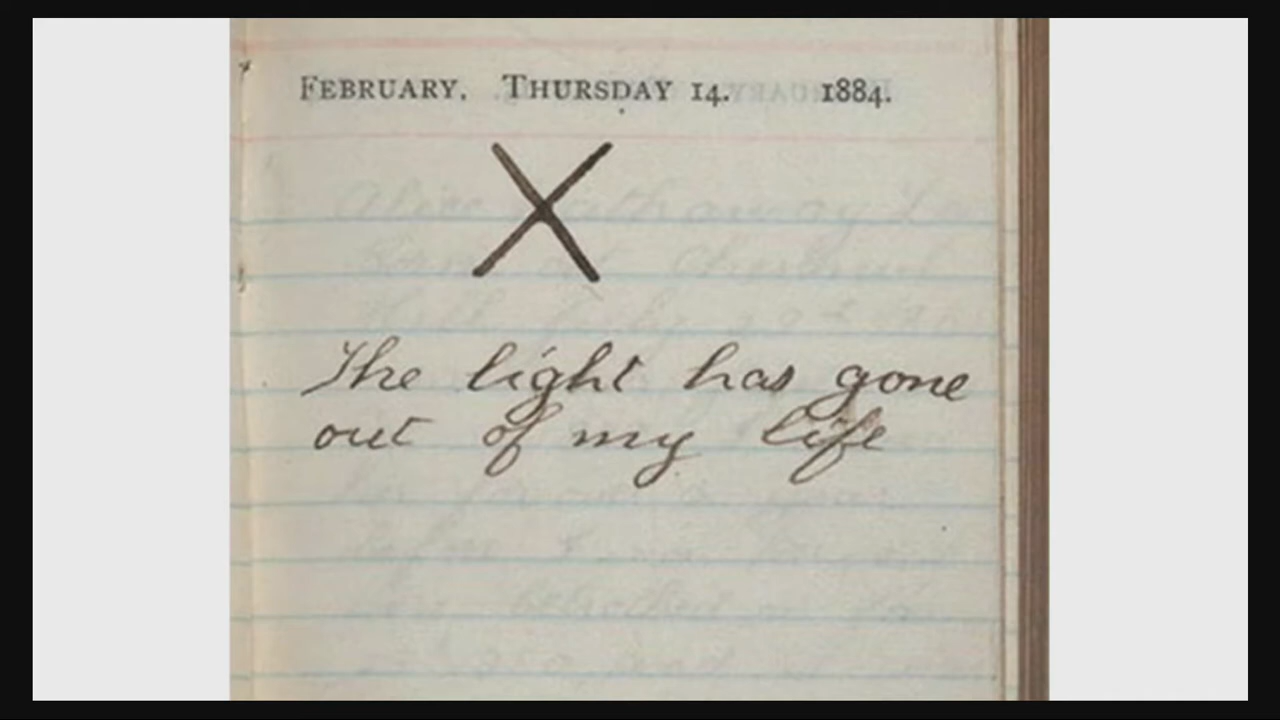 FEBRUARY. THURSDAY 14. 1884.
X
The light has gone
out of my life